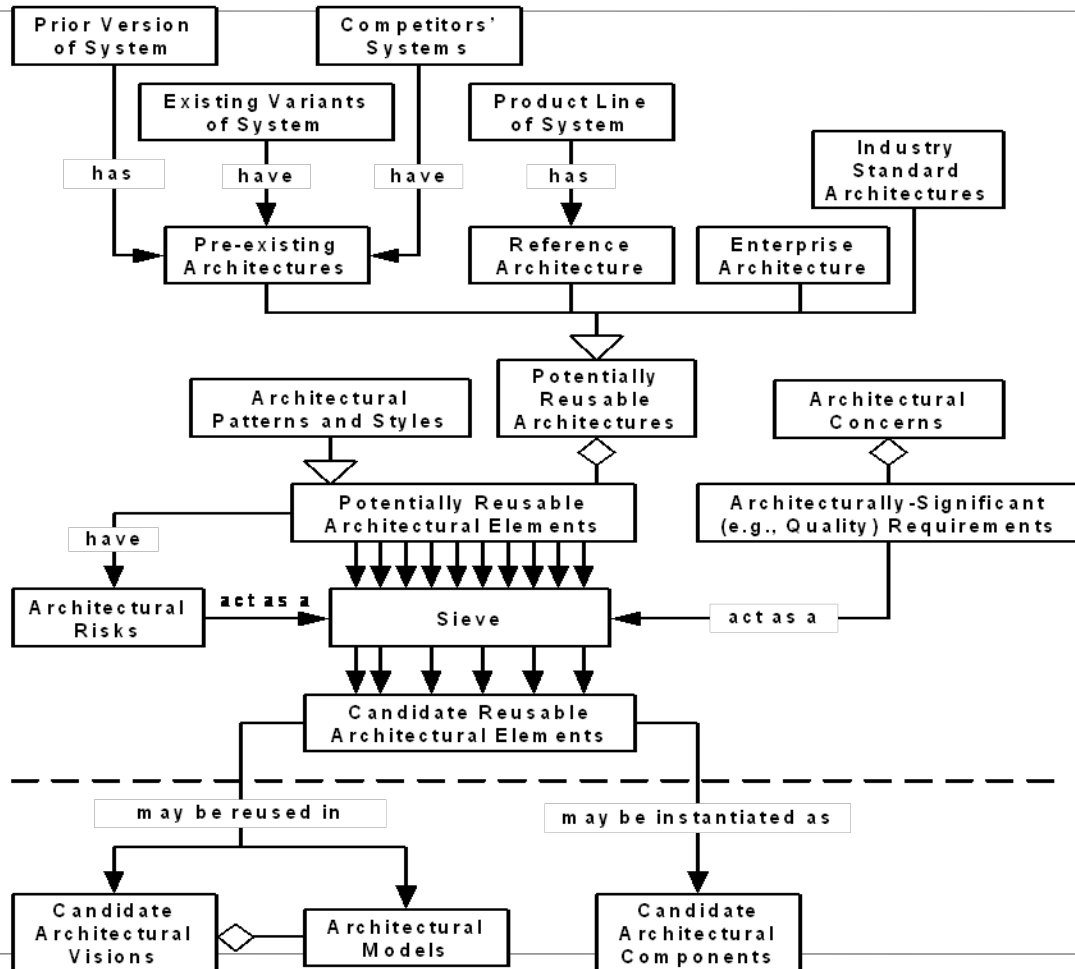 Prior Version
of System
Competitors'
Systems
Existing Variants
of System
Product Line
of System
Industry
Standard
Architectures
has
have
have
has
Pre-existing
Architectures
Reference
Architecture
Enterprise
Architecture
Potentially
Reusable
Architectures
Architectural
Patterns and Styles
Architectural
Concerns
Potentially Reusable
Architectural Elements
Architecturally-Significant
(e.g., Quality) Requirements
have
Architectural
Risks
act as a
Sieve
act as a
Candidate Reusable
Architectural Elements
may be reused in
may be instantiated as
Candidate
Architectural
Visions
Architectural
Models
Candidate
Architectural
Components